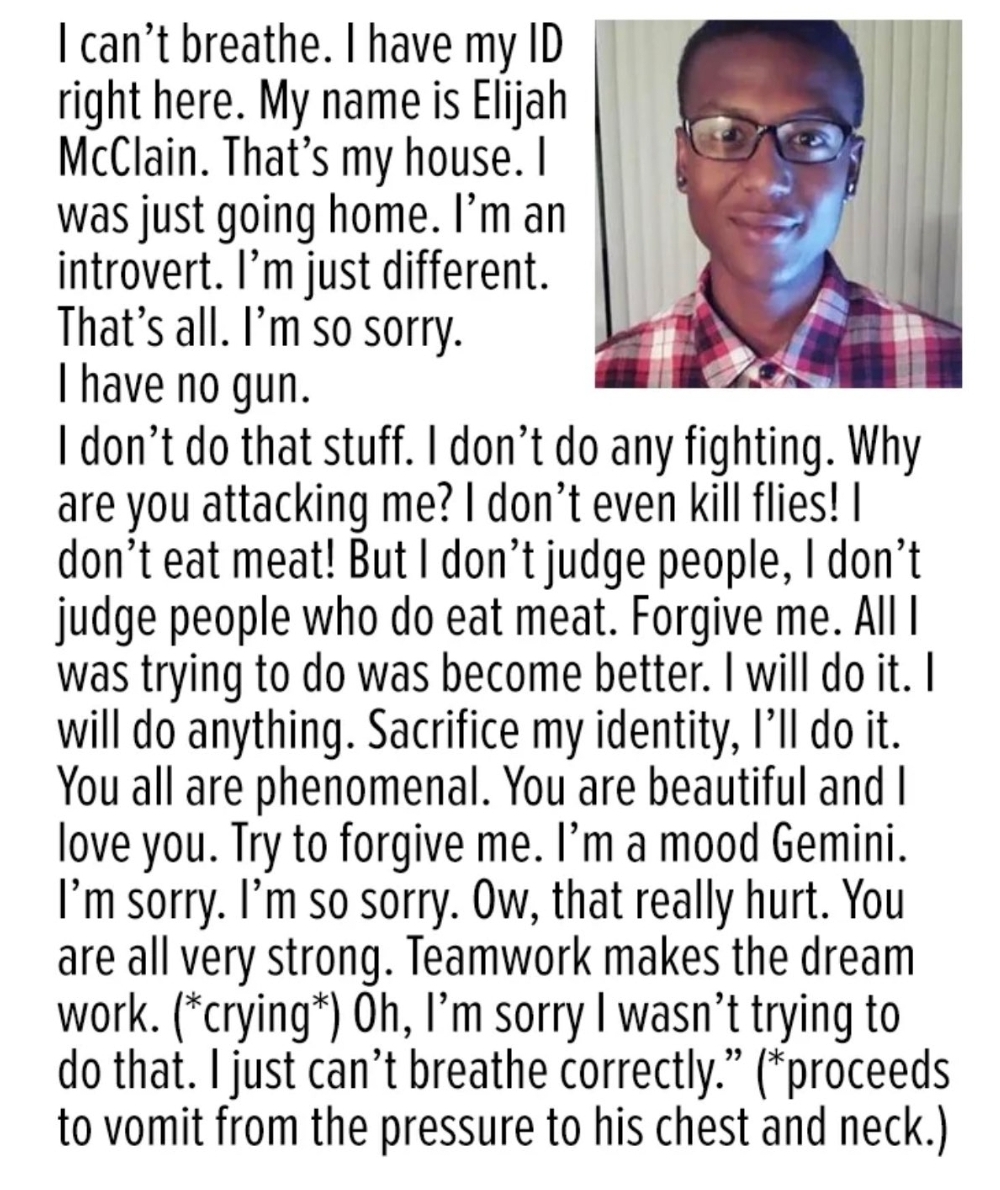 I can’t breathe. I have my ID
right here. My name is Elijah
McClain. That’s my house. I
was just going home. I’m an
introvert. I’m just different.
That’s all. I’m so sorry.
I have no gun.
I don’t do that stuff. I don’t do any fighting. Why
are you attacking me? I don’t even kill flies! I
don’t eat meat! But I don’t judge people, I don’t
judge people who do eat meat. Forgive me. All I
was trying to do was become better. I will do it. I
will do anything. Sacrifice my identity, I’ll do it.
You all are phenomenal. You are beautiful and I
love you. Try to forgive me. I’m a mood Gemini.
I’m sorry. I’m so sorry. Ow, that really hurt. You
are all very strong. Teamwork makes the dream
work. (*crying*) Oh, I’m sorry I wasn’t trying to
do that. I just can’t breathe correctly.” (*proceeds
to vomit from the pressure to his chest and neck.)